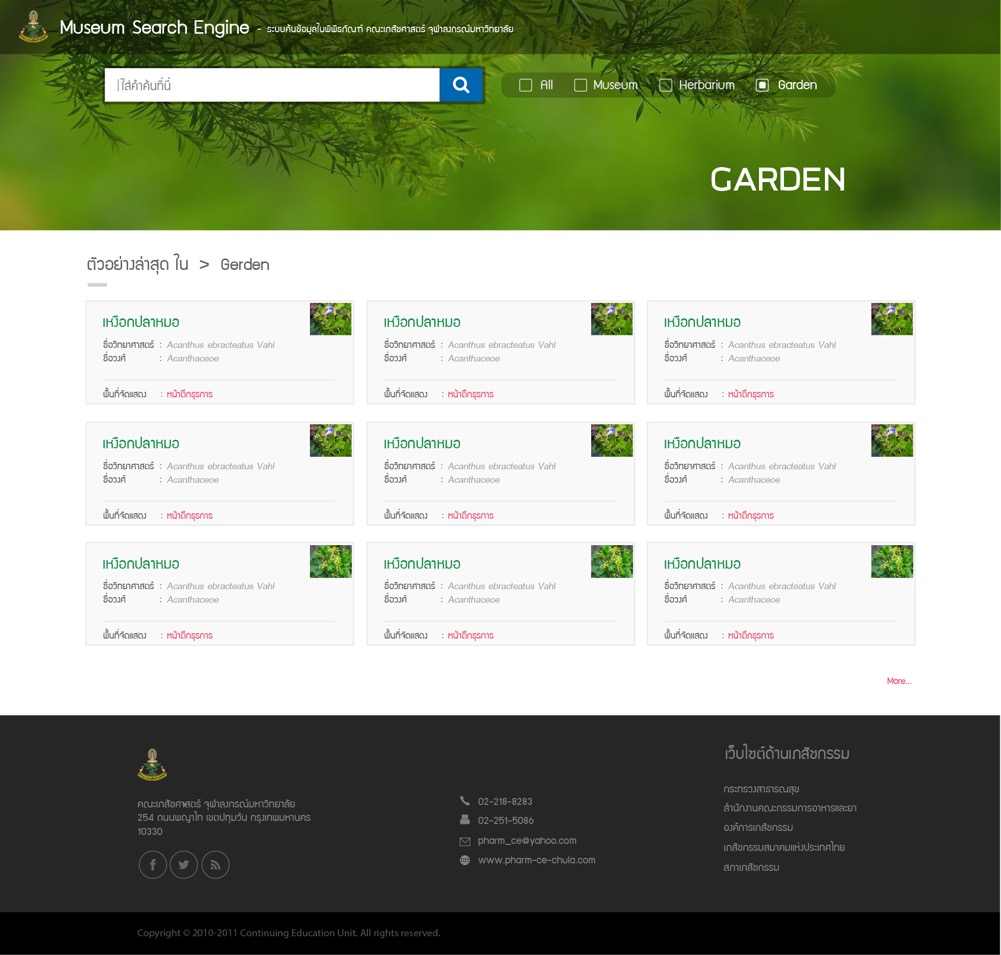 Museum Search Engine - ระบบค้นข้อมูลในพิพิธภัณฑ์ คณะเภสัชศาสตร์ จุฬาลงกรณ์มหาวิทยาลัย
ใส่คำค้นที่นี่
All Museum Herbarium Garden
GARDEN
ตัวอย่างล่าสุด ใน > Gerden
เหงือกปลาหมอ เหงือกปลาหมอ เหงือกปลาหมอ
ชื่อวิทยาศาสตร์ : Acanthus ebracteatus Vahl ชื่อวิทยาศาสตร์ : Acanthus ebracteatus Vahl ชื่อวิทยาศาสตร์ : Acanthus ebracteatus Vahl
ชื่อวงศ์ : Acanthaceoe ชื่อวงศ์ : Acanthaceoe ชื่อวงศ์ : Acanthaceoe
พื้นที่จัดแสดง : หน้าตึกธุรการ พื้นที่จัดแสดง : หน้าตึกธุรการ พื้นที่จัดแสดง : หน้าตึกธุรการ
เหงือกปลาหมอ เหงือกปลาหมอ เหงือกปลาหมอ
ชื่อวิทยาศาสตร์ : Acanthus ebracteatus Vahl ชื่อวิทยาศาสตร์ : Acanthus ebracteatus Vahl ชื่อวิทยาศาสตร์ : Acanthus ebracteatus Vahl
ชื่อวงศ์ : Acanthaceoe ชื่อวงศ์ : Acanthaceoe ชื่อวงศ์ : Acanthaceoe
พื้นที่จัดแสดง : หน้าตึกธุรการ พื้นที่จัดแสดง : หน้าตึกธุรการ พื้นที่จัดแสดง : หน้าตึกธุรการ
เหงือกปลาหมอ เหงือกปลาหมอ เหงือกปลาหมอ
ชื่อวิทยาศาสตร์ : Acanthus ebracteatus Vahl ชื่อวิทยาศาสตร์ : Acanthus ebracteatus Vahl ชื่อวิทยาศาสตร์ : Acanthus ebracteatus Vahl
ชื่อวงศ์ : Acanthaceoe ชื่อวงศ์ : Acanthaceoe ชื่อวงศ์ : Acanthaceoe
พื้นที่จัดแสดง : หน้าตึกธุรการ พื้นที่จัดแสดง : หน้าตึกธุรการ พื้นที่จัดแสดง : หน้าตึกธุรการ
More...
คณะเภสัชศาสตร์ จุฬาลงกรณ์มหาวิทยาลัย
254 ถนนพญาไท เขตปทุมวัน กรุงเทพมหานคร
10330
02-218-8283
02-251-5086
pharm_ce@yahoo.com
www.pharm-ce-chula.com
เว็บไซต์ด้านเภสัชกรรม
กระทรวงสาธารณสุข
สำนักงานคณะกรรมการอาหารและยา
องค์การเภสัชกรรม
เภสัชกรรมสมาคมแห่งประเทศไทย
สภาเภสัชกรรม
Copyright © 2010-2011 Continuing Education Unit. All rights reserved.